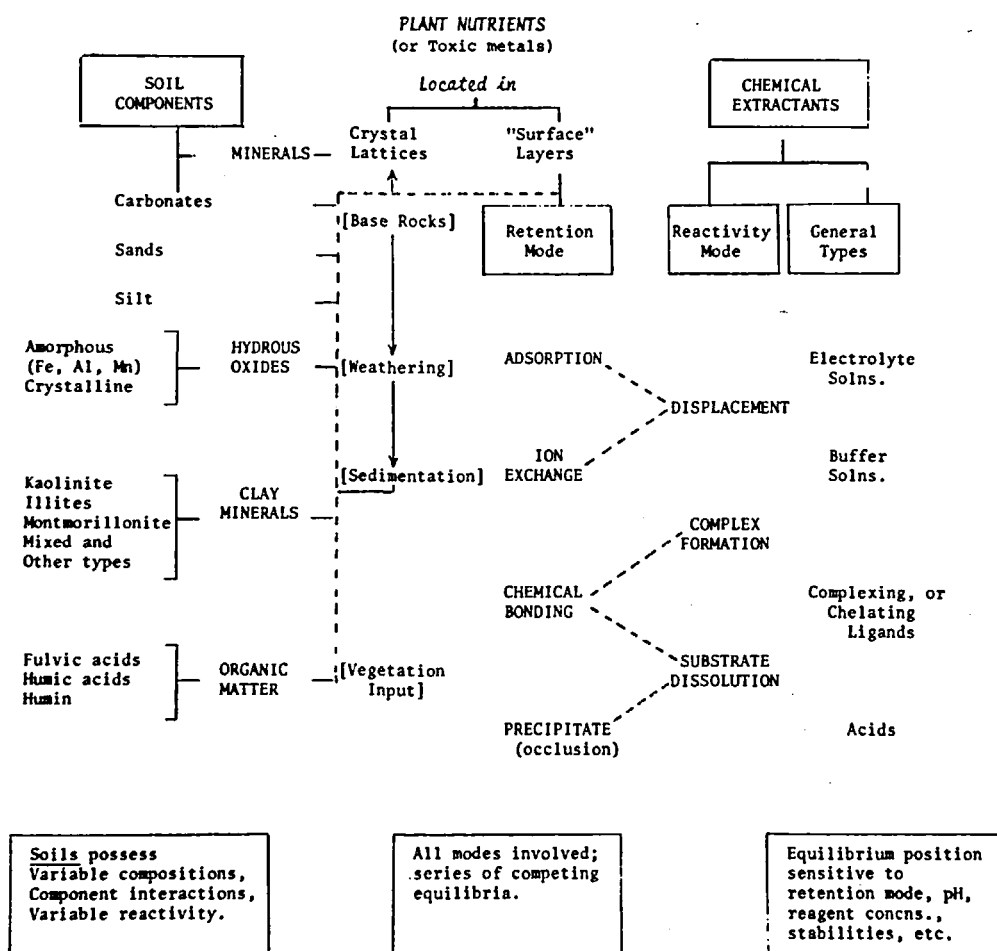 PLANT NUTRIENTS
(or Toxic metals)
Located in
SOIL
COMPONENTS
CHEMICAL
EXTRACTANTS
MINERALS
Crystal
Lattices
"Surface"
Layers
Carbonates
[Base Rocks]
Retention
Mode
Reactivity
Mode
General
Types
Sands
Silt
Amorphous
(Fe, Al, Mn)
Crystalline
HYDROUS
OXIDES
[Weathering]
ADSORPTION
DISPLACEMENT
Electrolyte
Solns.
Kaolinite
Illites
Montmorillonite
Mixed and
Other types
CLAY
MINERALS
[Sedimentation]
ION
EXCHANGE
Buffer
Solns.
COMPLEX
FORMATION
CHEMICAL
BONDING
Complexing, or
Chelating
Ligands
Fulvic acids
Humic acids
Humin
ORGANIC
MATTER
[Vegetation
Input]
SUBSTRATE
DISSOLUTION
PRECIPITATE
(occlusion)
Acids
Soils possess
Variable compositions,
Component interactions,
Variable reactivity.
All modes involved;
series of competing
equilibria.
Equilibrium position
sensitive to
retention mode, pH,
reagent concns.,
stabilities, etc.